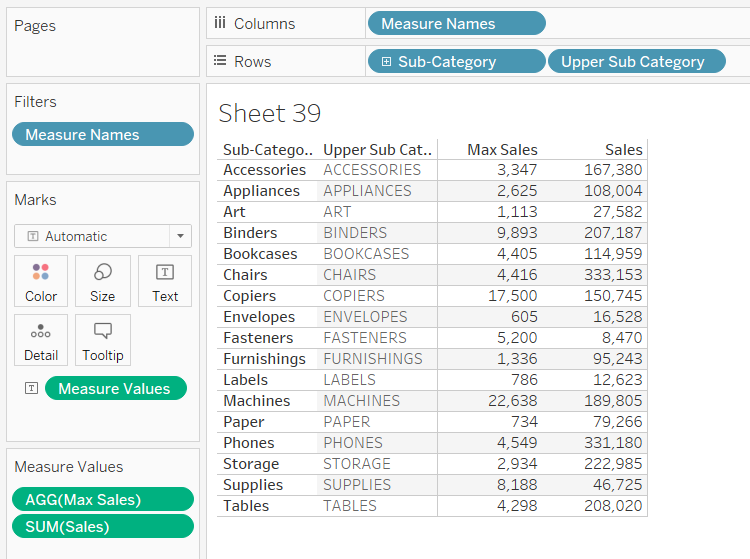 Pages
Columns
Measure Names
Rows
Sub-Category
Upper Sub Category
Filters
Measure Names
Marks
Automatic
Color
Size
Text
Detail
Tooltip
Measure Values
Measure Values
AGG(Max Sales)
SUM(Sales)
Sheet 39
Sub-Catego.. Upper Sub Cat.. Max Sales Sales
Accessories ACCESSORIES 3,347 167,380
Appliances APPLIANCES 2,625 108,004
Art ART 1,113 27,582
Binders BINDERS 9,893 207,187
Bookcases BOOKCASES 4,405 114,959
Chairs CHAIRS 4,416 333,153
Copiers COPIERS 17,500 150,745
Envelopes ENVELOPES 605 16,528
Fasteners FASTENERS 5,200 8,470
Furnishings FURNISHINGS 1,336 95,243
Labels LABELS 786 12,623
Machines MACHINES 22,638 189,805
Paper PAPER 734 79,266
Phones PHONES 4,549 331,180
Storage STORAGE 2,934 222,985
Supplies SUPPLIES 8,188 46,725
Tables TABLES 4,298 208,020